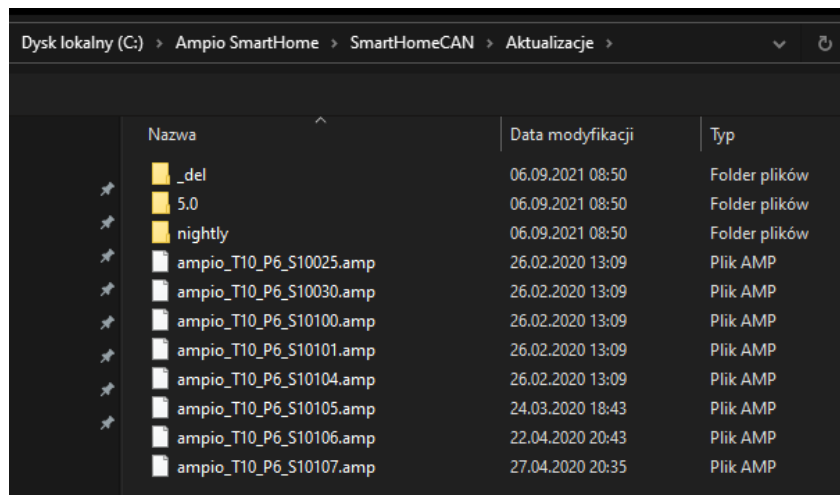 Dysk lokalny (C:) > Ampio SmartHome > SmartHomeCAN > Aktualizacje >
Nazwa Data modyfikacji Typ
_del 06.09.2021 08:50 Folder plików
5.0 06.09.2021 08:50 Folder plików
nightly 06.09.2021 08:50 Folder plików
ampio_T10_P6_S10025.amp 26.02.2020 13:09 Plik AMP
ampio_T10_P6_S10030.amp 26.02.2020 13:09 Plik AMP
ampio_T10_P6_S10100.amp 26.02.2020 13:09 Plik AMP
ampio_T10_P6_S10101.amp 26.02.2020 13:09 Plik AMP
ampio_T10_P6_S10104.amp 26.02.2020 13:09 Plik AMP
ampio_T10_P6_S10105.amp 24.03.2020 18:43 Plik AMP
ampio_T10_P6_S10106.amp 22.04.2020 20:43 Plik AMP
ampio_T10_P6_S10107.amp 27.04.2020 20:35 Plik AMP